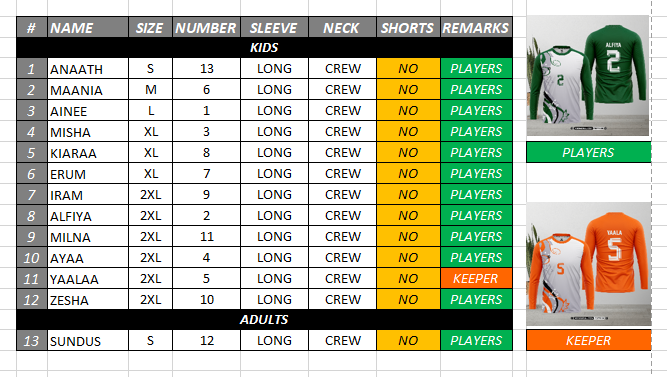 # NAME SIZE NUMBER SLEEVE NECK SHORTS REMARKS
KIDS
1 ANAATH S 13 LONG CREW NO PLAYERS
2 MAANIA M 6 LONG CREW NO PLAYERS
3 AINEE L 1 LONG CREW NO PLAYERS
4 MISHA XL 3 LONG CREW NO PLAYERS
5 KIARAA XL 8 LONG CREW NO PLAYERS
6 ERUM XL 7 LONG CREW NO PLAYERS
7 IRAM 2XL 9 LONG CREW NO PLAYERS
8 ALFIYA 2XL 2 LONG CREW NO PLAYERS
9 MILNA 2XL 11 LONG CREW NO PLAYERS
10 AYAA 2XL 4 LONG CREW NO PLAYERS
11 YAALAA 2XL 5 LONG CREW NO KEEPER
12 ZESHA 2XL 10 LONG CREW NO PLAYERS
ADULTS
13 SUNDUS S 12 LONG CREW NO PLAYERS
ALFIYA
2
2
PLAYERS
YAALA
5
5
KEEPER